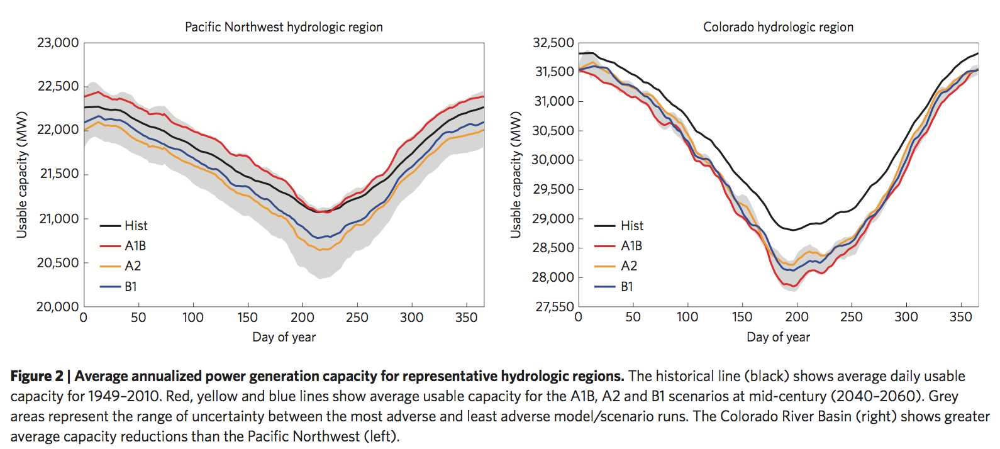 Pacific Northwest hydrologic region
23,000
22,500
22,000
21,500
21,000
20,500
20,000
Usable capacity (MW)
Hist
A1B
A2
B1
0 50 100 150 200 250 300 350
Day of year
Colorado hydrologic region
32,500
31,500
31,000
30,500
30,000
29,500
29,000
28,500
28,000
27,550
Usable capacity (MW)
Hist
A1B
A2
B1
0 50 100 150 200 250 300 350
Day of year
Figure 2 | Average annualized power generation capacity for representative hydrologic regions. The historical line (black) shows average daily usable
capacity for 1949–2010. Red, yellow and blue lines show average usable capacity for the A1B, A2 and B1 scenarios at mid-century (2040–2060). Grey
areas represent the range of uncertainty between the most adverse and least adverse model/scenario runs. The Colorado River Basin (right) shows greater
average capacity reductions than the Pacific Northwest (left).